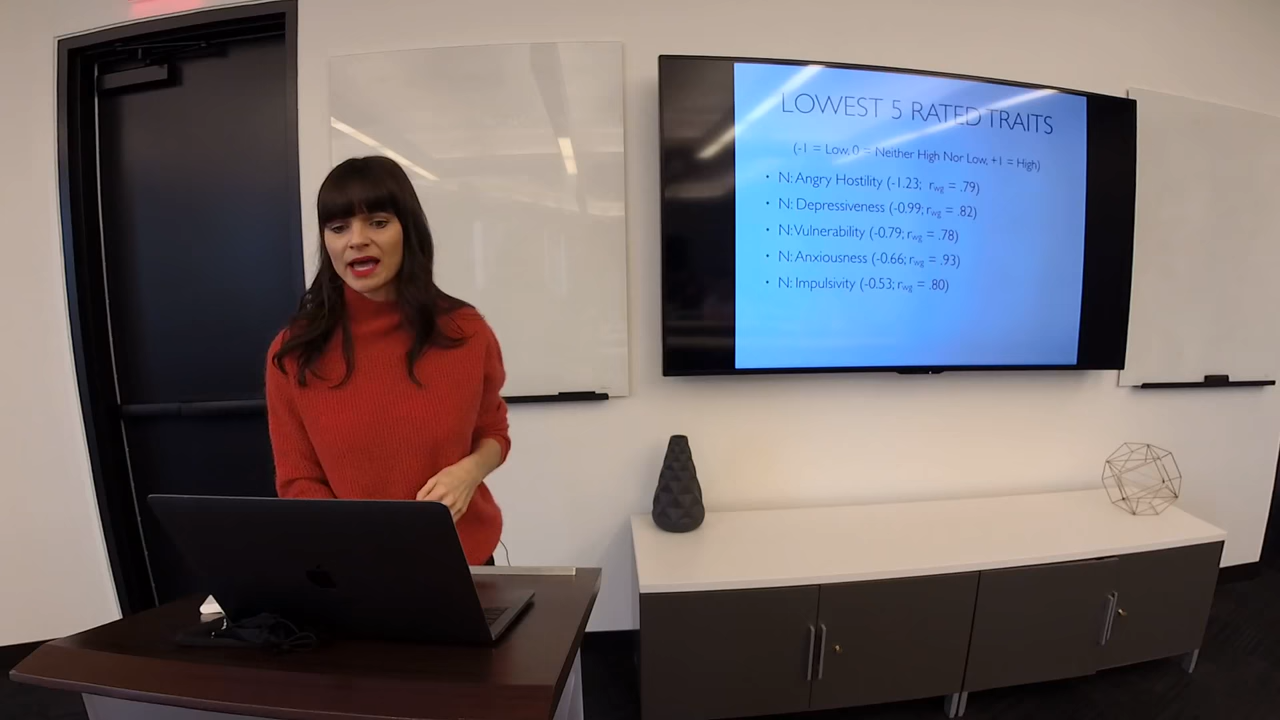 LOWEST 5 RATED TRAITS
(-1 = Low, 0 = Neither High Nor Low, +1 = High)
• N: Angry Hostility (-1.23; rwg = .79)
• N: Depressiveness (-0.99; rwg = .82)
• N: Vulnerability (-0.79; rwg = .78)
• N: Anxiousness (-0.66; rwg = .93)
• N: Impulsivity (-0.53; rwg = .80)